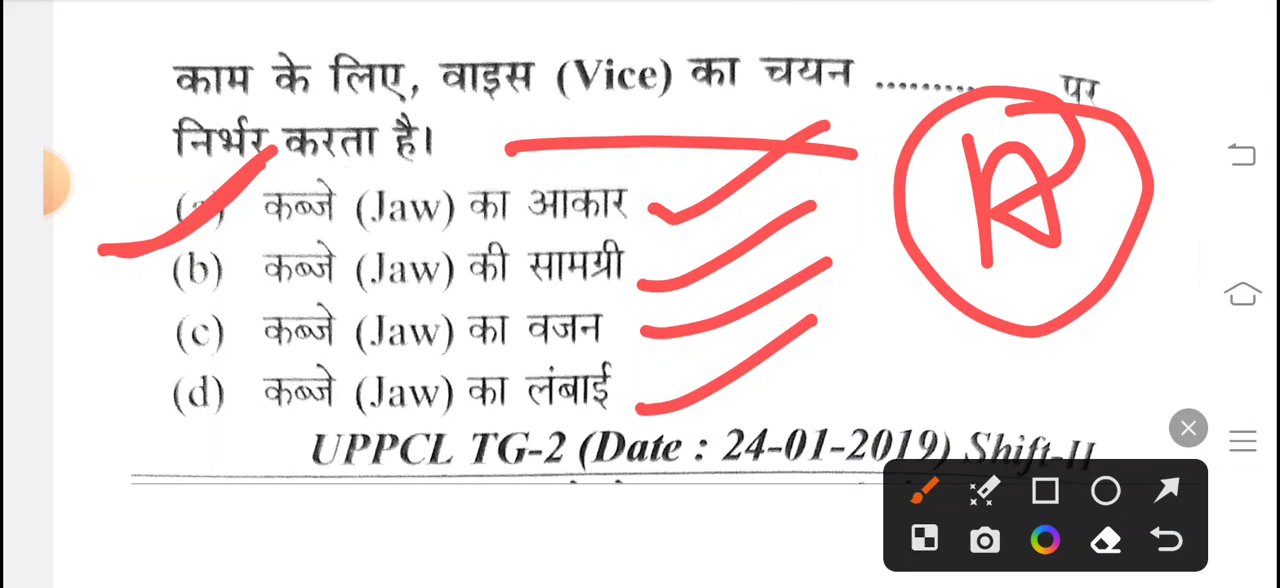 काम के लिए, वाइस (Vice) का चयन .......... पर
निर्भर करता है।
(a) कब्जे (Jaw) का आकार
(b) कब्जे (Jaw) की सामग्री
(c) कब्जे (Jaw) का वजन
(d) कब्जे (Jaw) का लंबाई
UPPCL TG-2 (Date : 24-01-2019) Shift-II